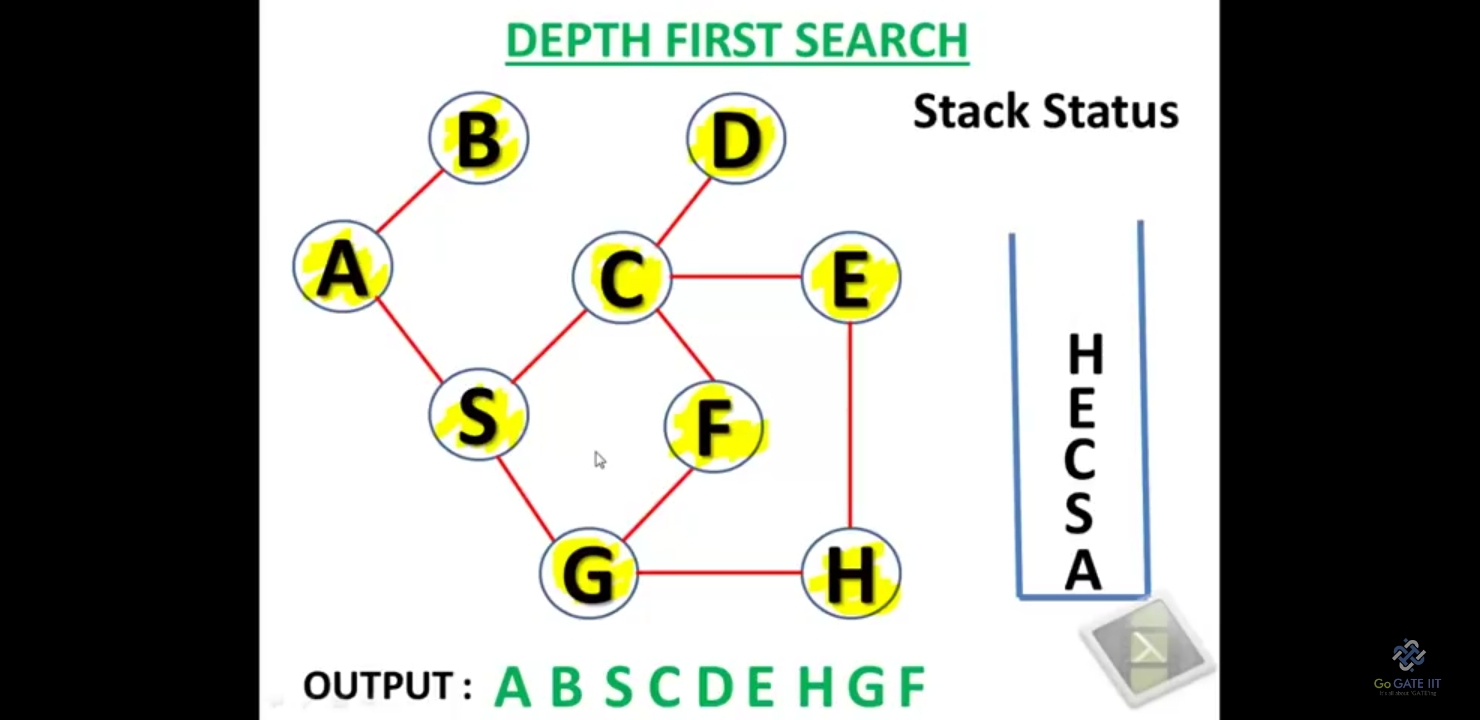 DEPTH FIRST SEARCH
Stack Status
B
D
A
C
E
S
F
G
H
H
E
C
S
A
OUTPUT : A B S C D E H G F
Go GATE IIT